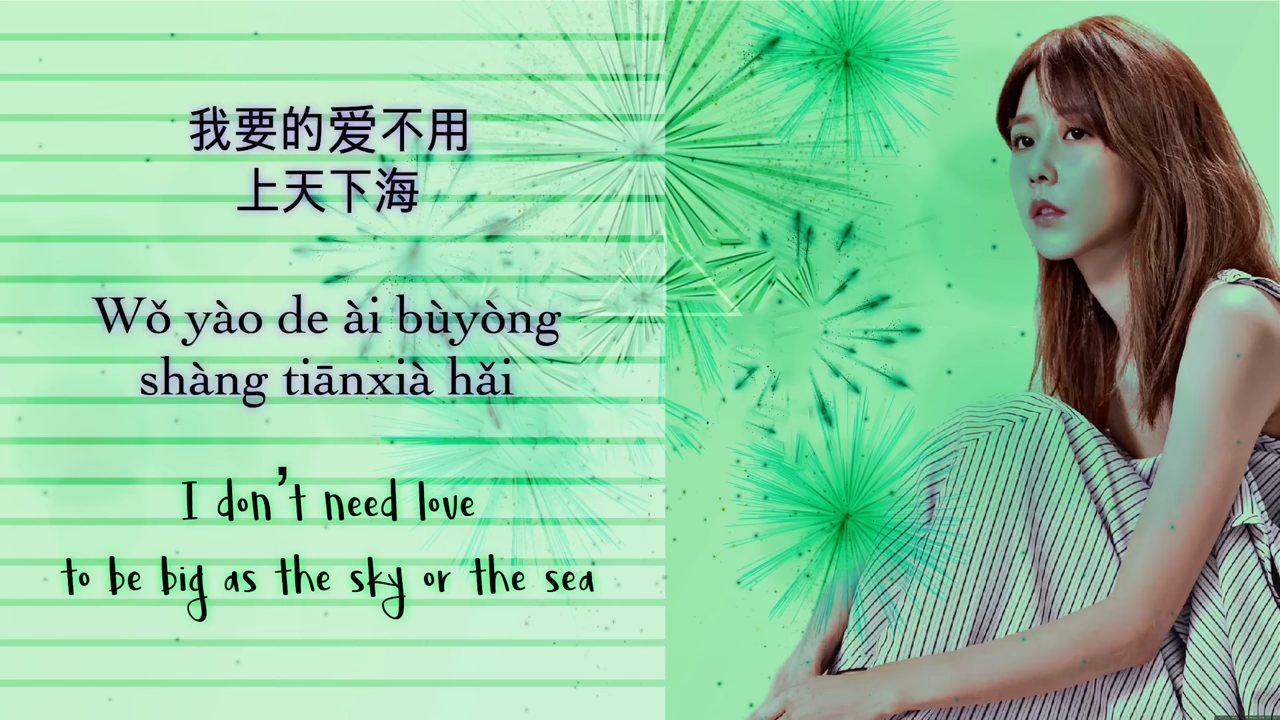 我要的爱不用
上天下海
Wǒ yào de ài bùyòng
shàng tiānxià hǎi
I don't need love
to be big as the sky or the sea